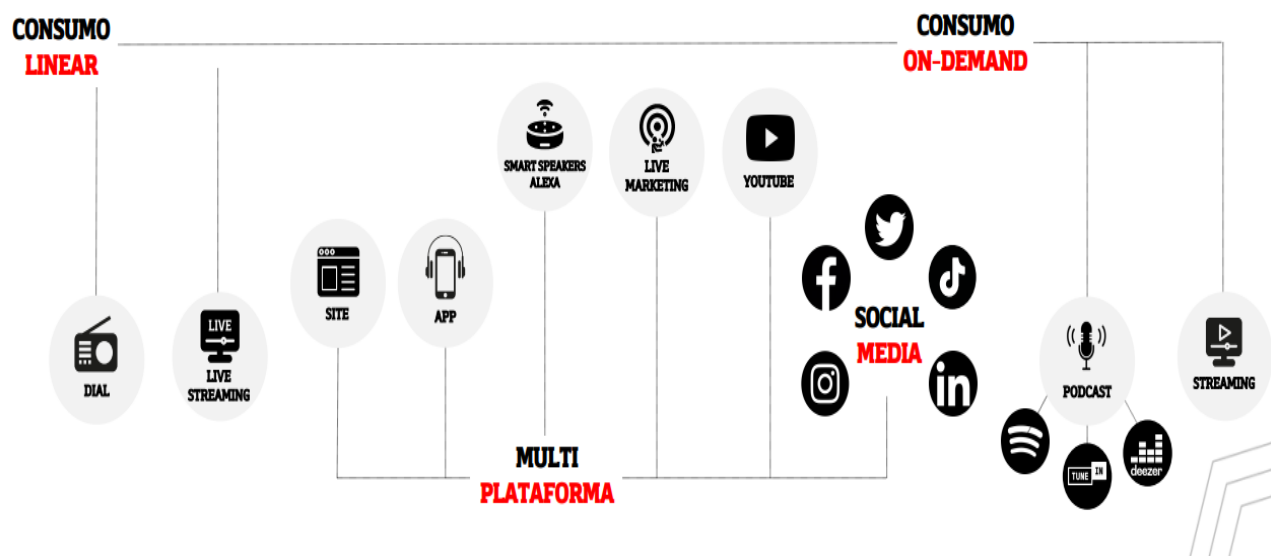 CONSUMO
LINEAR
CONSUMO
ON-DEMAND
SMART SPEAKERS
ALEXA
LIVE
MARKETING
YOUTUBE
SITE
APP
LIVE
DIAL
LIVE
STREAMING
SOCIAL
MEDIA
in
PODCAST
STREAMING
TUNE IN
deezer
MULTI
PLATAFORMA